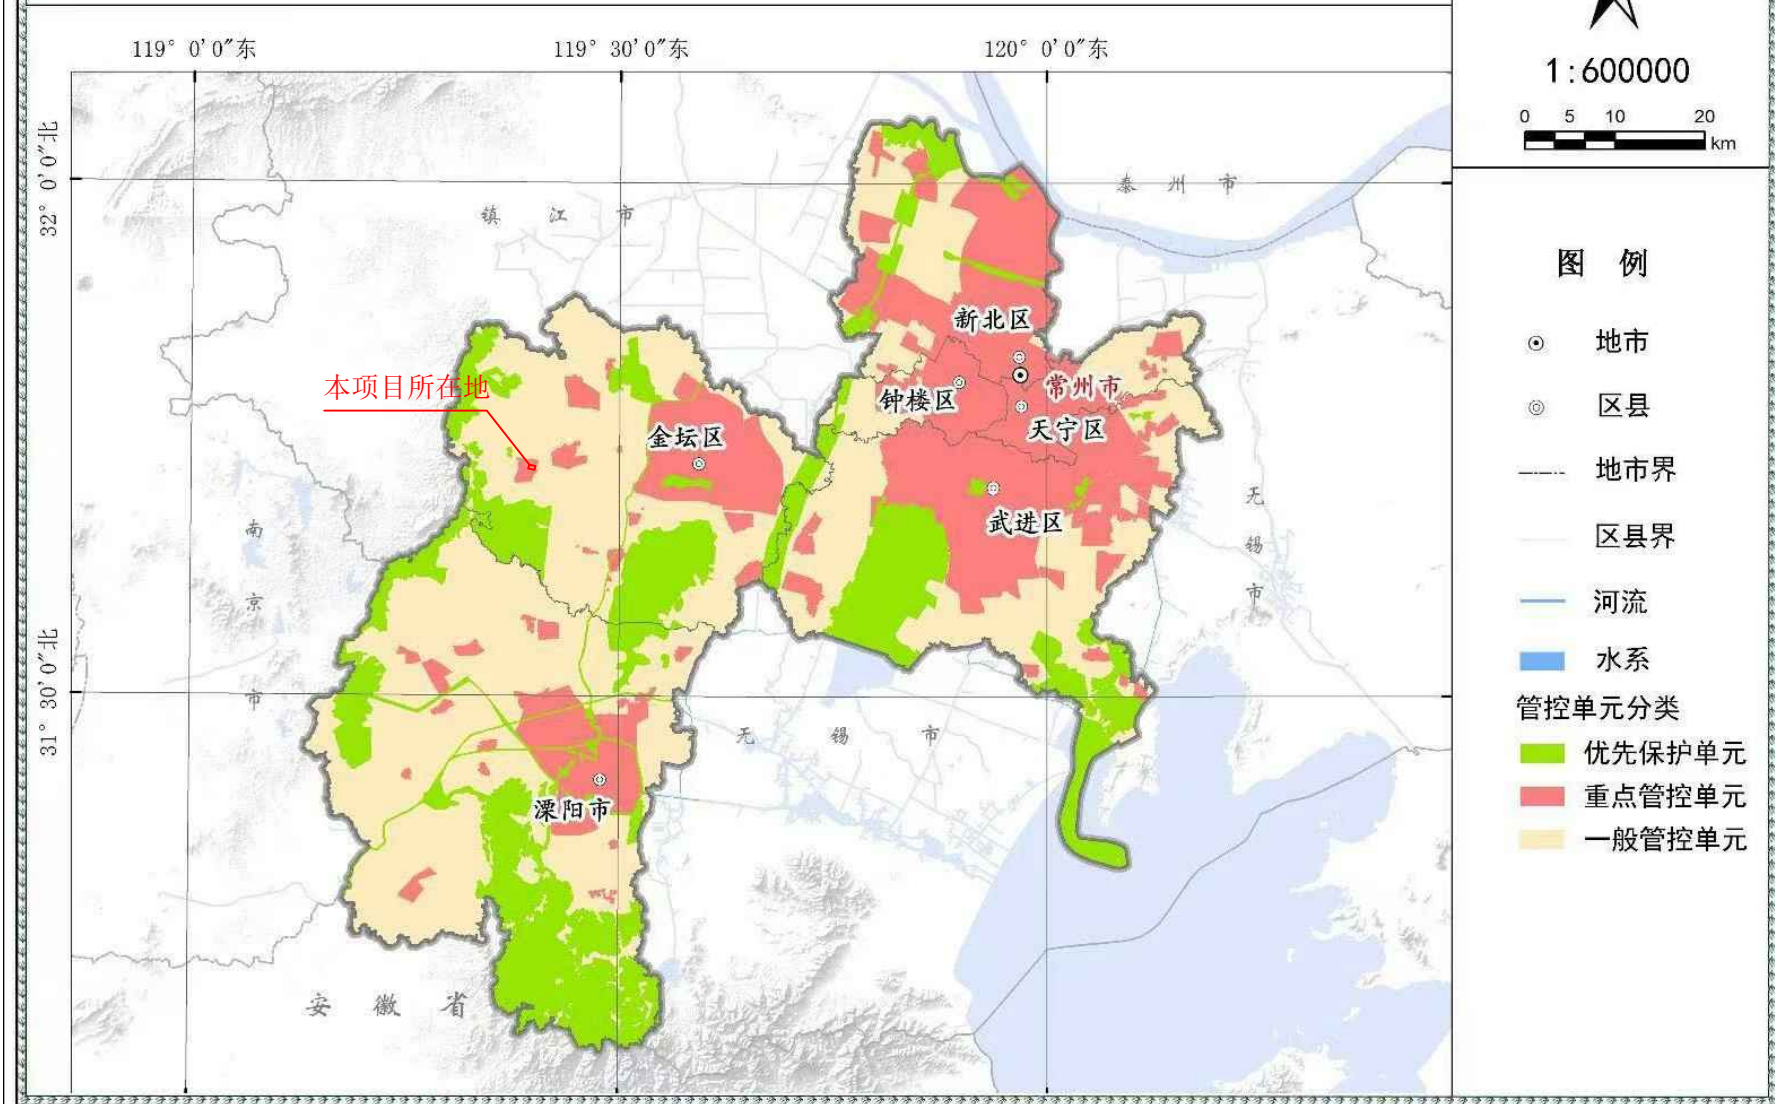 119° 0′0″东
119° 30′0″东
120° 0′0″东
1:600000
0 5 10 20
km
32° 0′0″北
泰州市
镇江市
图 例
新北区
地市
本项目所在地
常州市
钟楼区
区县
天宁区
金坛区
地市界
无锡市
武进区
南京市
区县界
河流
31° 30′0″北
水系
管控单元分类
无锡市
优先保护单元
重点管控单元
溧阳市
一般管控单元
安徽省